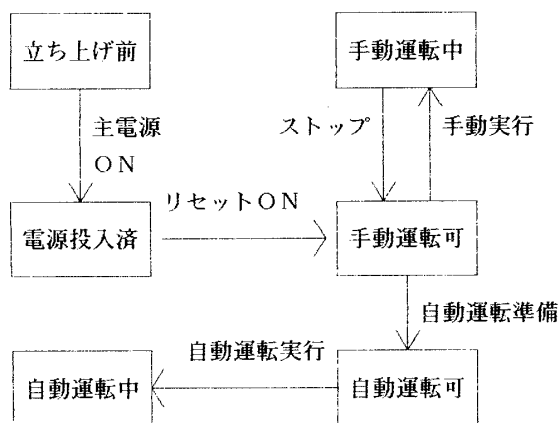 立ち上げ前
手動運転中
主電源
ON
ストップ
手動実行
電源投入済
リセットON
手動運転可
自動運転準備
自動運転中
自動運転実行
自動運転可